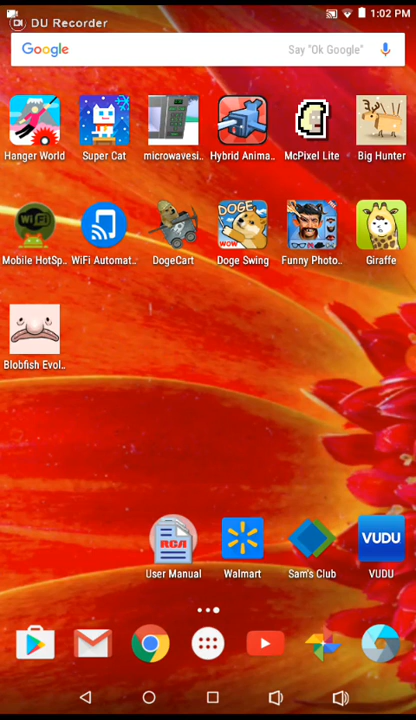 DU Recorder
1:02 PM
Google
Say "Ok Google"
Hanger World
Super Cat
microwavesi..
Hybrid Anima..
McPixel Lite
Big Hunter
WiFi
DOGE
WOW
Mobile HotSp..
WiFi Automat..
DogeCart
Doge Swing
Funny Photo..
Giraffe
Blobfish Evol..
RCA
VUDU
User Manual
Walmart
Sam's Club
VUDU